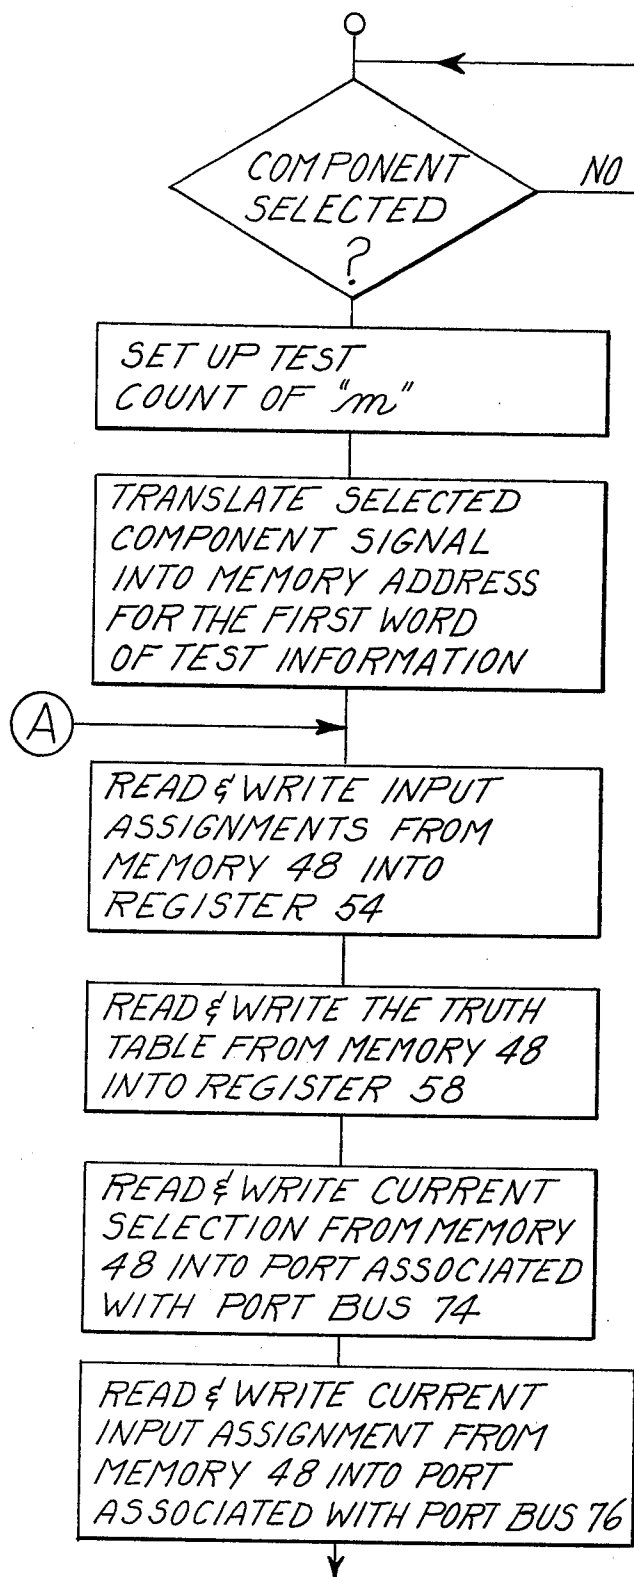 COMPONENT
SELECTED
?
NO
SET UP TEST
COUNT OF "m"
TRANSLATE SELECTED
COMPONENT SIGNAL
INTO MEMORY ADDRESS
FOR THE FIRST WORD
OF TEST INFORMATION
A
READ & WRITE INPUT
ASSIGNMENTS FROM
MEMORY 48 INTO
REGISTER 54
READ & WRITE THE TRUTH
TABLE FROM MEMORY 48
INTO REGISTER 58
READ & WRITE CURRENT
SELECTION FROM MEMORY
48 INTO PORT ASSOCIATED
WITH PORT BUS 74
READ & WRITE CURRENT
INPUT ASSIGNMENT FROM
MEMORY 48 INTO PORT
ASSOCIATED WITH PORT BUS 76